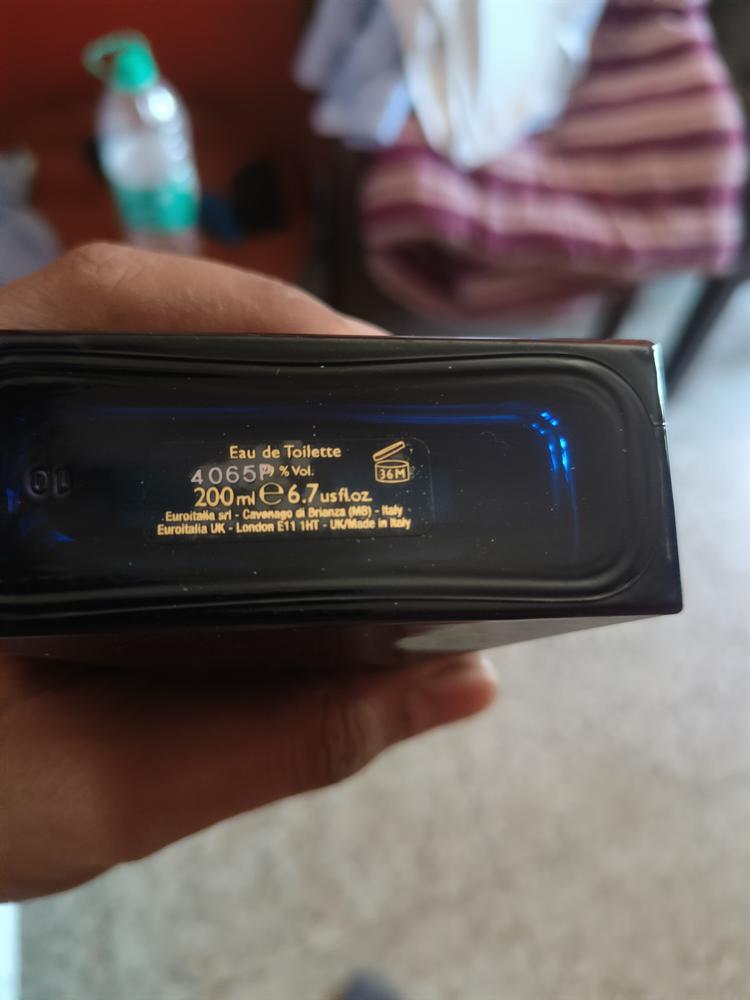 Eau de Toilette
4065P % Vol.
36M
200 ml e 6.7 us fl.oz
Euroitalia srl - Cavenago di Brianza (MB) - Italy
Euroitalia UK - London E11 1HT - UK/Made in Italy